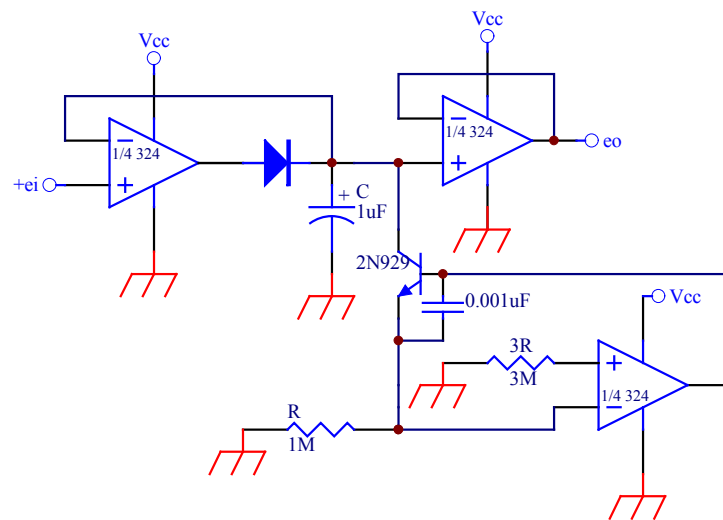 Vcc
Vcc
1/4 324
1/4 324
+ei
eo
+ C
1uF
2N929
0.001uF
Vcc
3R
3M
1/4 324
R
1M